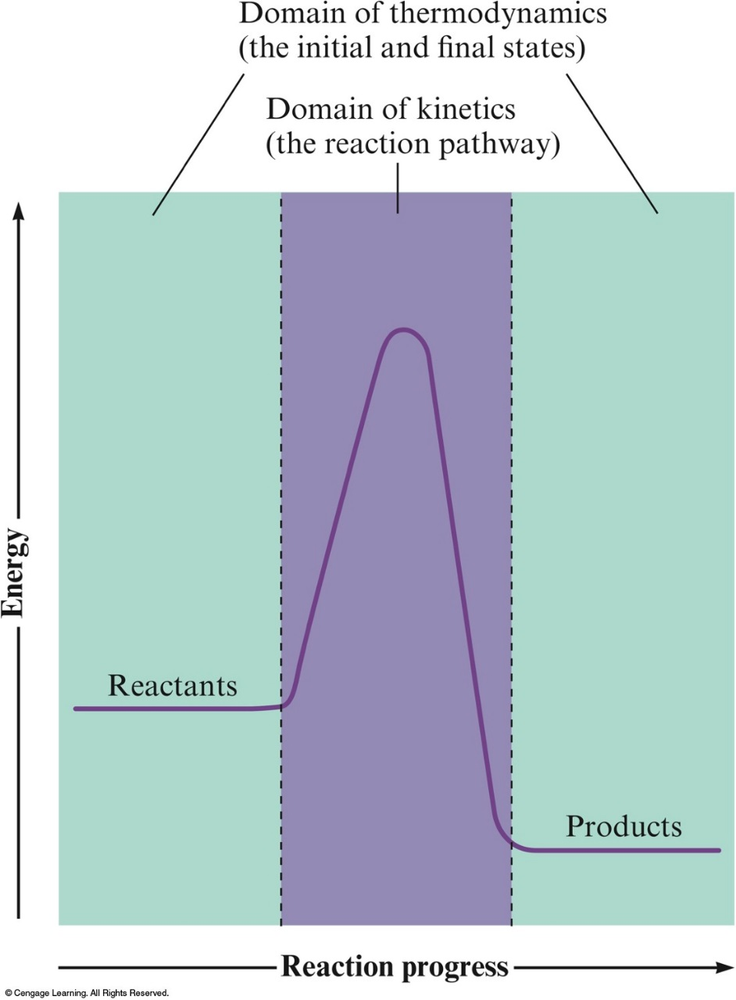 Domain of thermodynamics
(the initial and final states)
Domain of kinetics
(the reaction pathway)
Energy
Reactants
Products
Reaction progress
© Cengage Learning. All Rights Reserved.